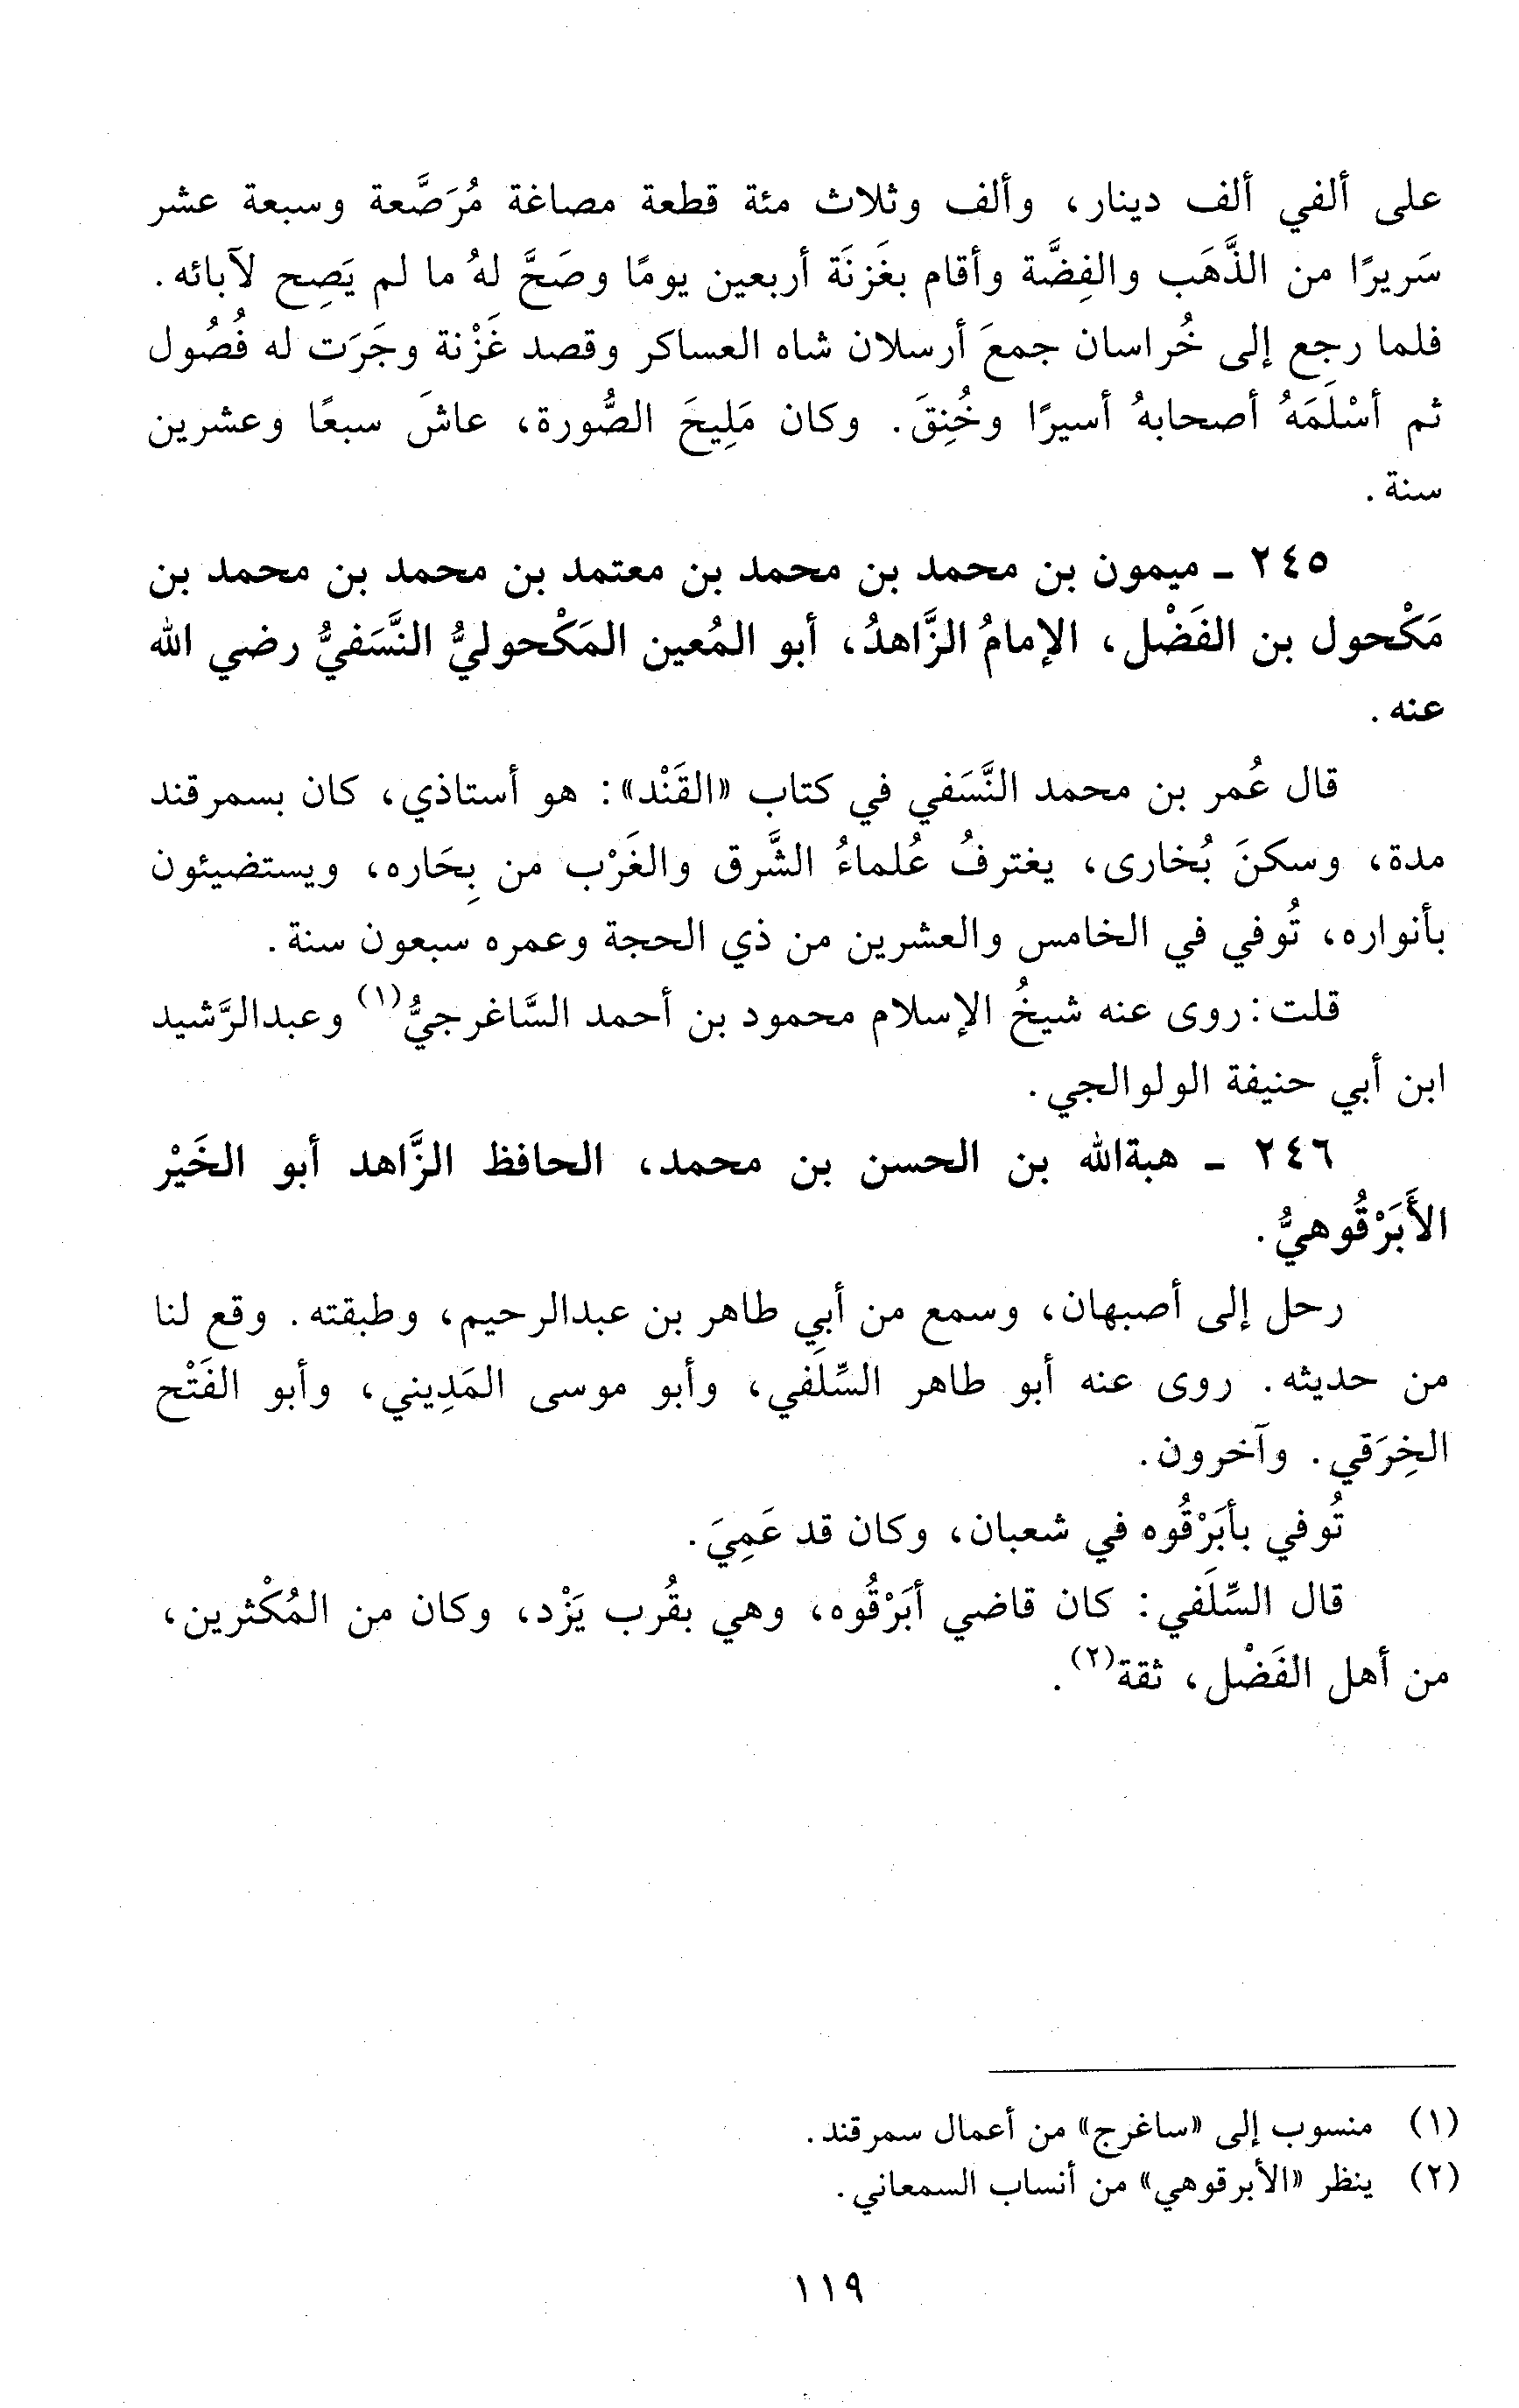 على ألفي ألف دينار، وألف وثلاث مئة قطعة مصاغة مُرَصَّعة وسبعة عشر
سَريرًا من الذَّهَب والفِضَّة وأقام بغَزنَة أربعين يومًا وصَحَّ لهُ ما لم يَصِح لآبائه.
فلما رجع إلى خُراسان جمعَ أرسلان شاه العساكر وقصد غَزْنة وجَرَت له فُصُول
ثم أسْلَمَهُ أصحابهُ أسيرًا وخُنِقَ. وكان مَلِيحَ الصُّورة، عاشَ سبعًا وعشرين
سنة.
٢٤٥ ـ ميمون بن محمد بن محمد بن معتمد بن محمد بن محمد بن
مَكْحول بن الفَضْل، الإمامُ الزَّاهدُ، أبو المُعين المَكْحوليُّ النَّسَفيُّ رضي الله
عنه.
قال عُمر بن محمد النَّسَفي في كتاب «القَنْد»: هو أستاذي، كان بسمرقند
مدة، وسكنَ بُخارى، يغترفُ عُلماءُ الشَّرق والغَرْب من بِحَاره، ويستضيئون
بأنواره، تُوفي في الخامس والعشرين من ذي الحجة وعمره سبعون سنة.
قلت: روى عنه شيخُ الإسلام محمود بن أحمد السَّاغرجيُّ(١) وعبدالرَّشيد
ابن أبي حنيفة الولوالجي.
٢٤٦ ـ هبةالله بن الحسن بن محمد، الحافظ الزَّاهد أبو الخَيْر
الأَبَرْقُوهيُّ.
رحل إلى أصبهان، وسمع من أبي طاهر بن عبدالرحيم، وطبقته. وقع لنا
من حديثه. روى عنه أبو طاهر السِّلَفي، وأبو موسى المَدِيني، وأبو الفَتْح
الخِرَقي. وآخرون.
تُوفي بأبَرْقُوه في شعبان، وكان قد عَمِيَ.
قال السِّلَفي: كان قاضي أبَرْقُوه، وهي بقُرب يَزْد، وكان من المُكْثرين،
من أهل الفَضْل، ثقة(٢).
(١) منسوب إلى «ساغرج» من أعمال سمرقند.
(٢) ينظر «الأبرقوهي» من أنساب السمعاني.
١١٩